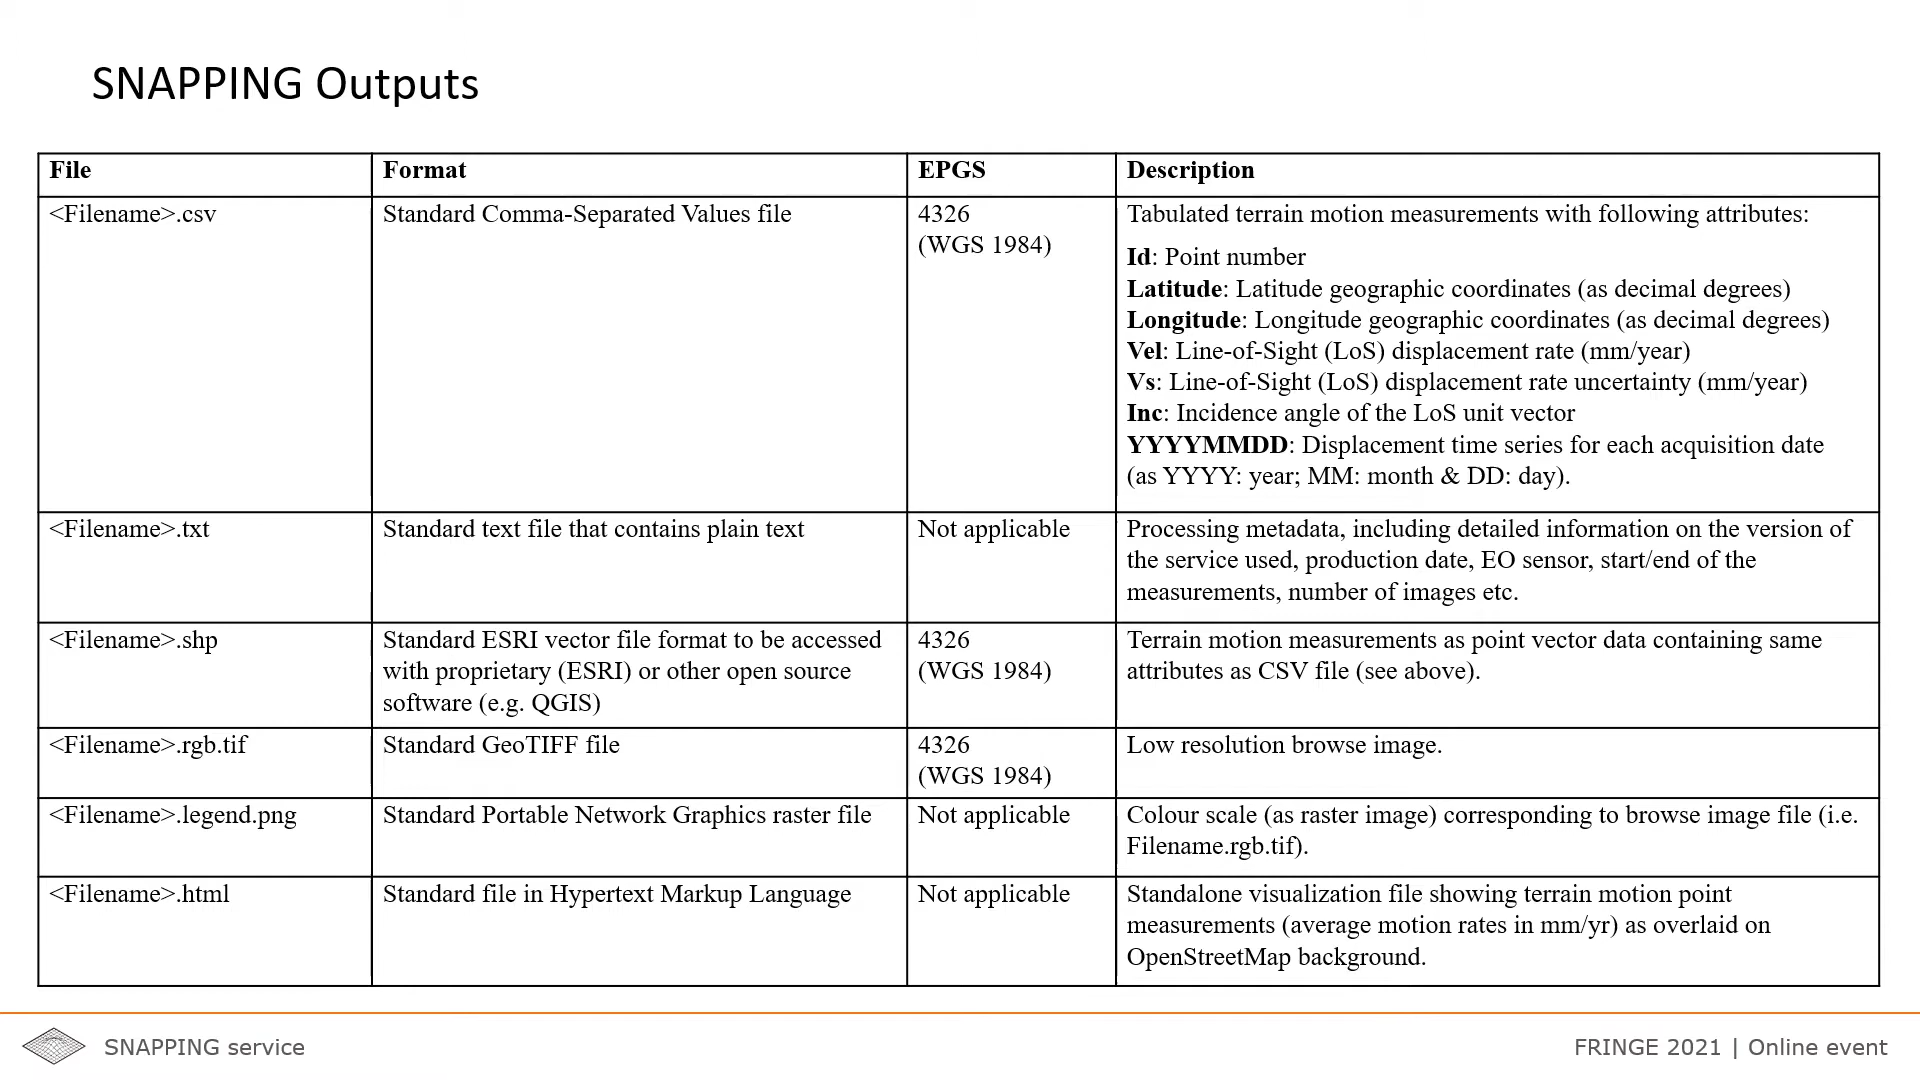 SNAPPING Outputs
File
Format
EPGS
Description
<Filename>.csv
Standard Comma-Separated Values file
4326
(WGS 1984)
Tabulated terrain motion measurements with following attributes:
Id: Point number
Latitude: Latitude geographic coordinates (as decimal degrees)
Longitude: Longitude geographic coordinates (as decimal degrees)
Vel: Line-of-Sight (LoS) displacement rate (mm/year)
Vs: Line-of-Sight (LoS) displacement rate uncertainty (mm/year)
Inc: Incidence angle of the LoS unit vector
YYYYMMDD: Displacement time series for each acquisition date
(as YYYY: year; MM: month & DD: day).
<Filename>.txt
Standard text file that contains plain text
Not applicable
Processing metadata, including detailed information on the version of
the service used, production date, EO sensor, start/end of the
measurements, number of images etc.
<Filename>.shp
Standard ESRI vector file format to be accessed
with proprietary (ESRI) or other open source
software (e.g. QGIS)
4326
(WGS 1984)
Terrain motion measurements as point vector data containing same
attributes as CSV file (see above).
<Filename>.rgb.tif
Standard GeoTIFF file
4326
(WGS 1984)
Low resolution browse image.
<Filename>.legend.png
Standard Portable Network Graphics raster file
Not applicable
Colour scale (as raster image) corresponding to browse image file (i.e.
Filename.rgb.tif).
<Filename>.html
Standard file in Hypertext Markup Language
Not applicable
Standalone visualization file showing terrain motion point
measurements (average motion rates in mm/yr) as overlaid on
OpenStreetMap background.
SNAPPING service
FRINGE 2021 | Online event